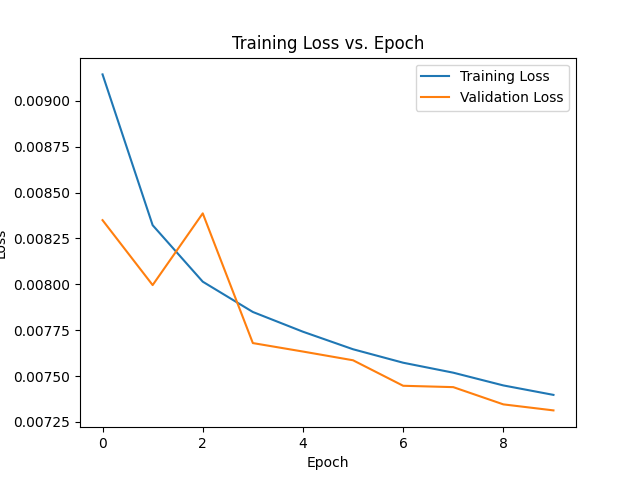 Training Loss vs. Epoch
Training Loss
Validation Loss
0.00900
0.00875
0.00850
0.00825
0.00800
0.00775
0.00750
0.00725
Loss
0 2 4 6 8
Epoch